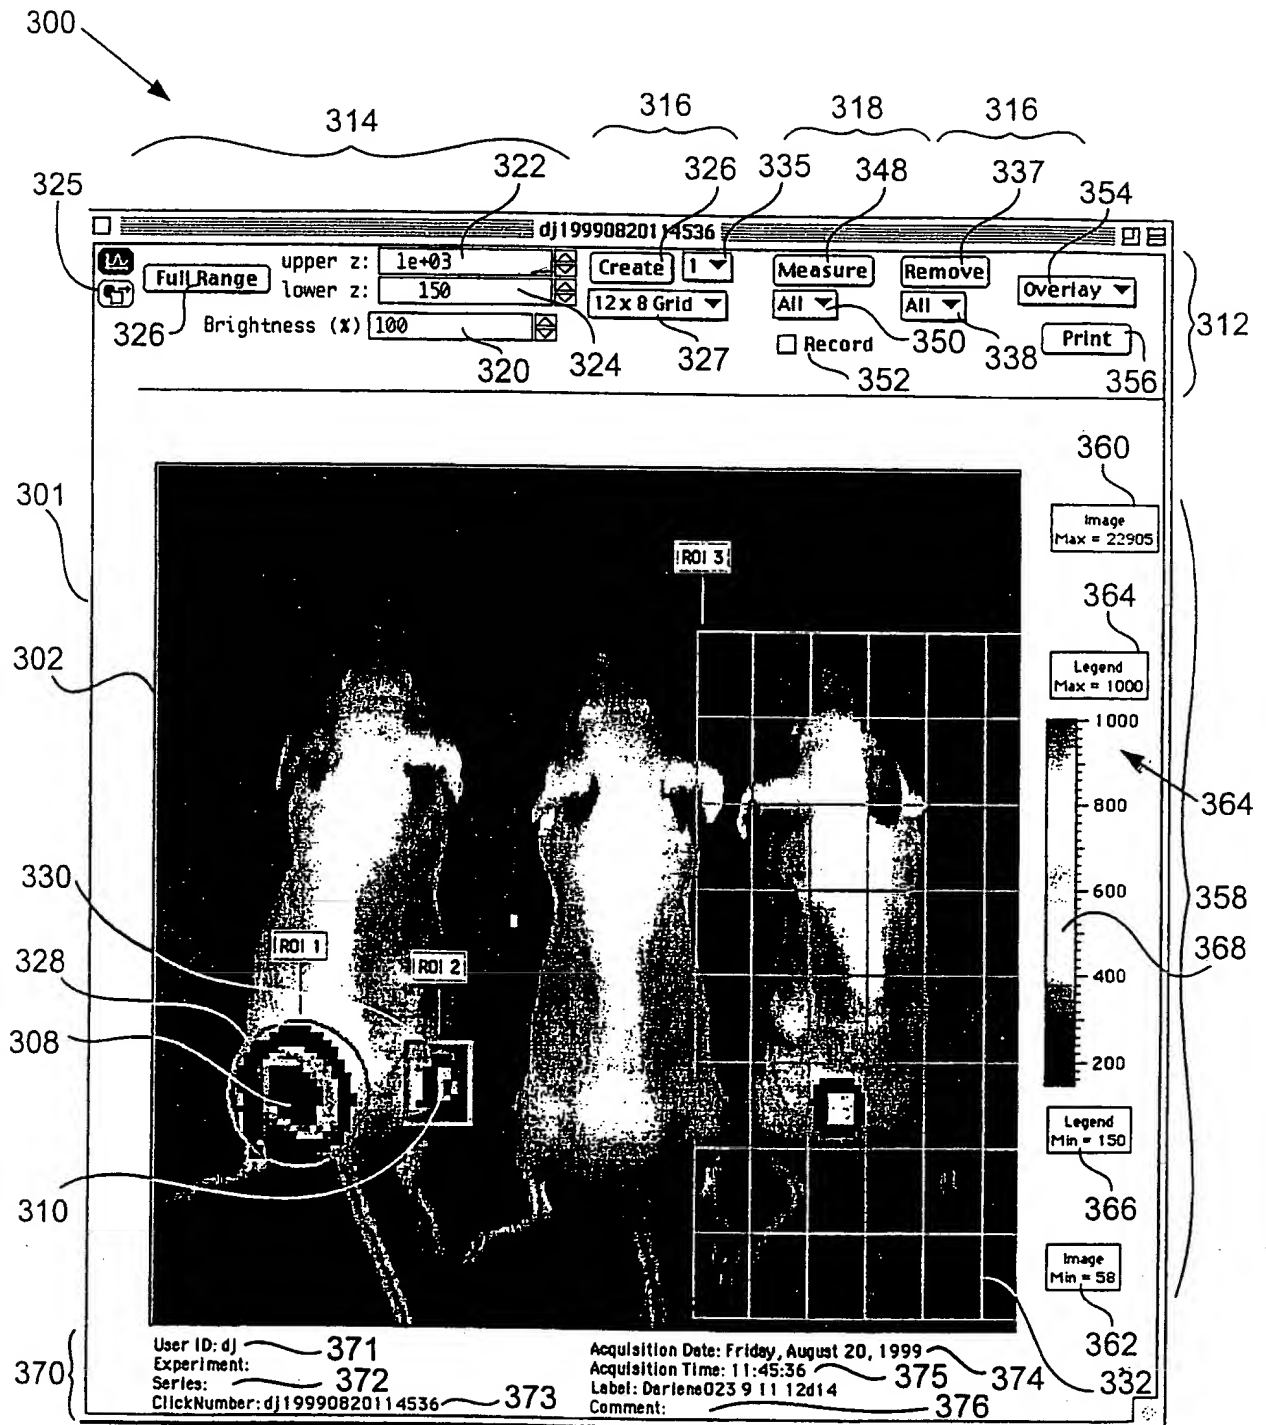 300
314
316
318
316
322
326
335
348
337
354
325
dj19990820114536
Full Range
upper z: 1e+03
lower z: 150
Brightness (%) 100
Create
1
12 x 8 Grid
Measure
All
Record
Remove
All
Overlay
Print
312
326
320
324
327
350
338
352
356
360
301
Image
Max = 22905
ROI 3
364
302
Legend
Max = 1000
1000
364
800
330
600
358
ROI 1
368
328
ROI 2
400
308
200
Legend
Min = 150
310
366
Image
Min = 58
362
370
User ID: dj
371
Experiment:
Series:
372
ClickNumber: dj19990820114536
373
Acquisition Date: Friday, August 20, 1999
374
Acquisition Time: 11:45:36
375
Label: Darlene023 9 11 12d14
Comment:
376
332